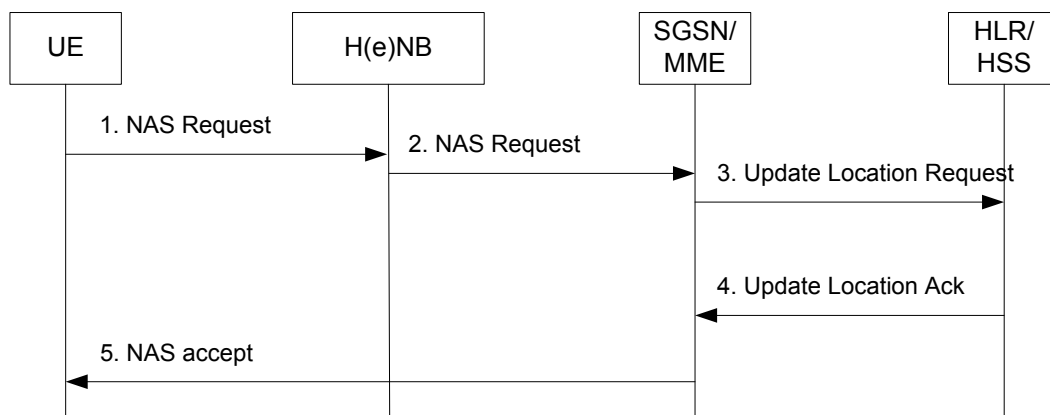 UE
H(e)NB
SGSN/
MME
HLR/
HSS
1. NAS Request
2. NAS Request
3. Update Location Request
4. Update Location Ack
5. NAS accept